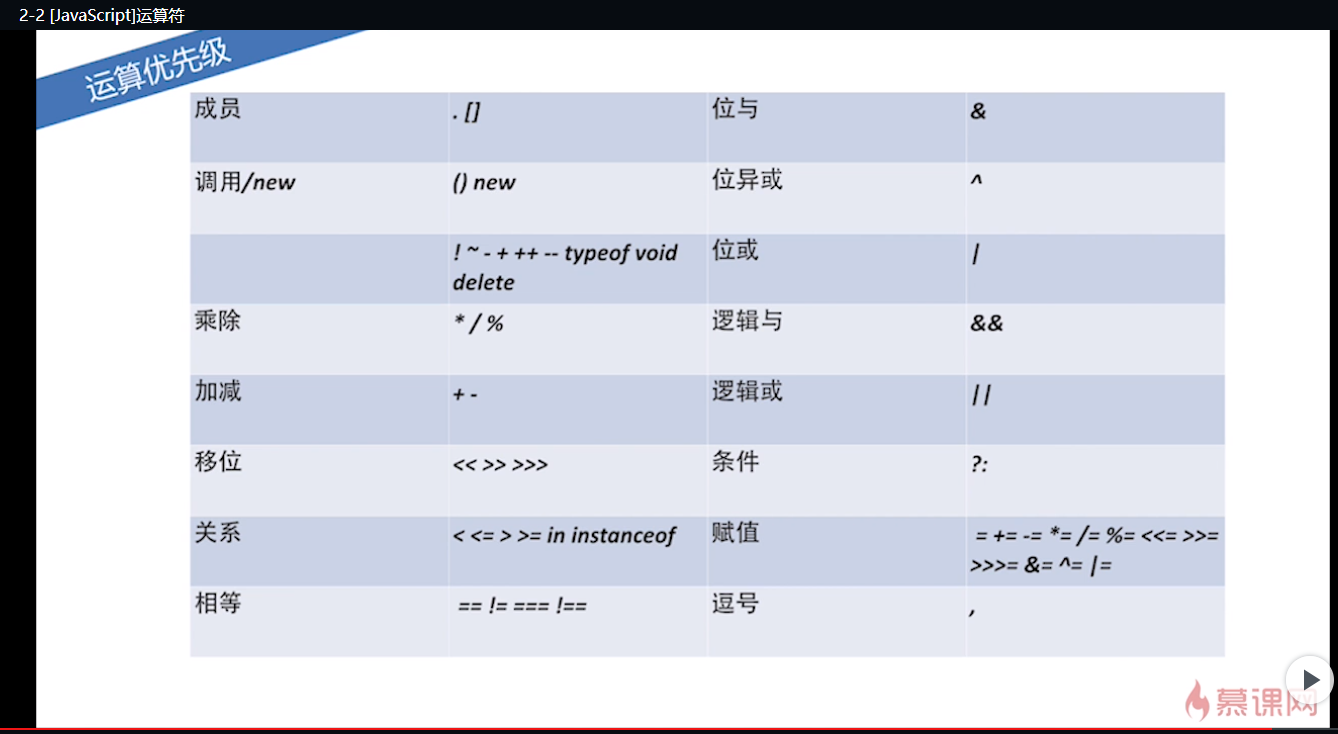 2-2 [JavaScript]运算符
运算优先级
成员 . [] 位与 &
调用/new () new 位异或 ^
! ~ - + ++ -- typeof void 位或 |
delete
乘除 * / % 逻辑与 &&
加减 + - 逻辑或 ||
移位 << >> >>> 条件 ?:
关系 < <= > >= in instanceof 赋值 = += -= *= /= %= <<= >>=
>>>= &= ^= |=
相等 == != === !== 逗号 ,
慕课网